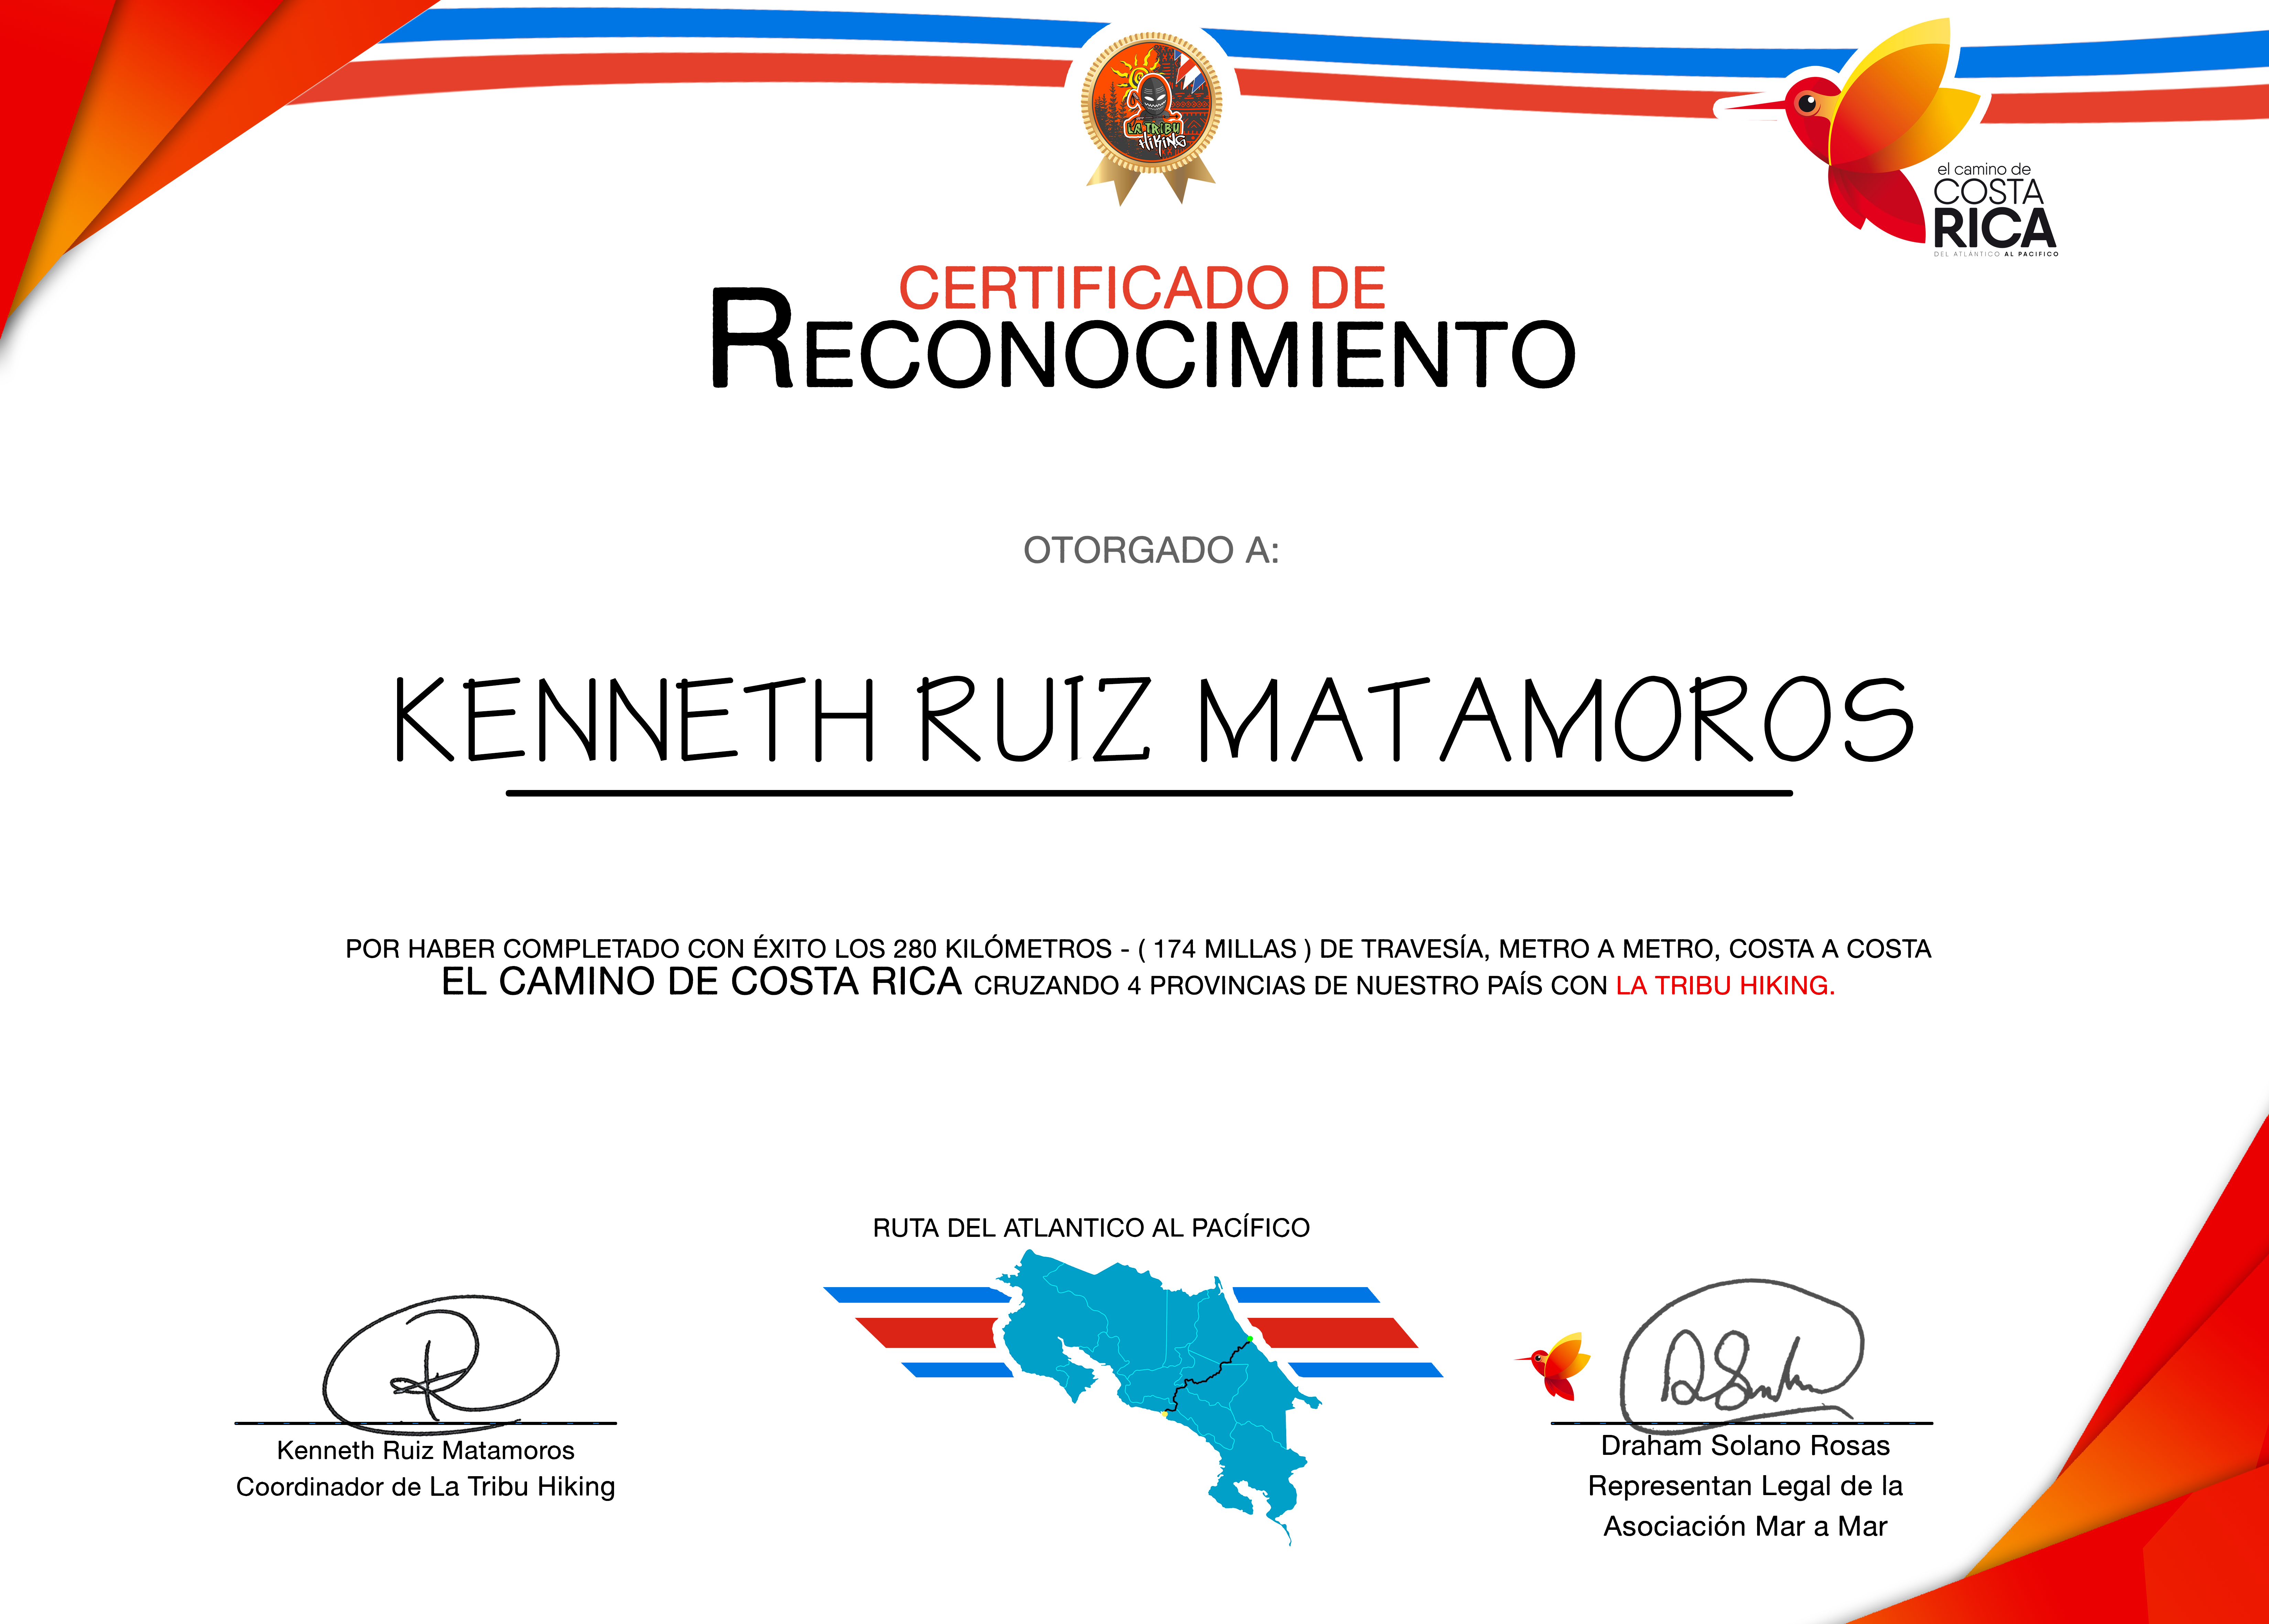 LA TRIBU
HIKING
el camino de
COSTA
RICA
DEL ATLANTICO AL PACIFICO
CERTIFICADO DE
RECONOCIMIENTO
OTORGADO A:
KENNETH RUIZ MATAMOROS
POR HABER COMPLETADO CON ÉXITO LOS 280 KILÓMETROS - ( 174 MILLAS ) DE TRAVESÍA, METRO A METRO, COSTA A COSTA
EL CAMINO DE COSTA RICA CRUZANDO 4 PROVINCIAS DE NUESTRO PAÍS CON LA TRIBU HIKING.
RUTA DEL ATLANTICO AL PACÍFICO
Kenneth Ruiz Matamoros
Coordinador de La Tribu Hiking
Draham Solano Rosas
Representan Legal de la
Asociación Mar a Mar